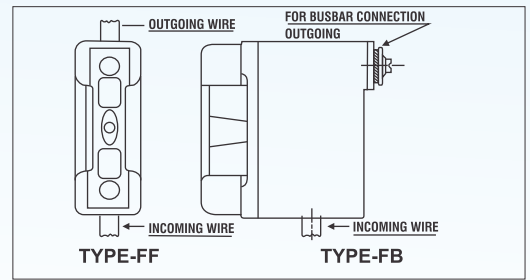 OUTGOING WIRE
FOR BUSBAR CONNECTION
OUTGOING
INCOMING WIRE
INCOMING WIRE
TYPE-FF
TYPE-FB